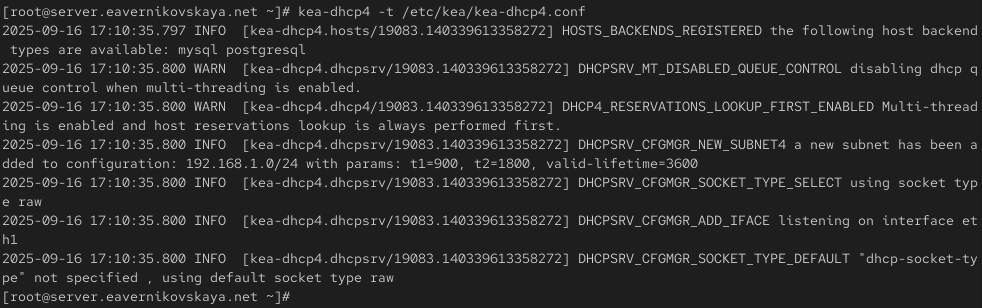 [root@server.eavernikovskaya.net ~]# kea-dhcp4 -t /etc/kea/kea-dhcp4.conf
2025-09-16 17:10:35.797 INFO  [kea-dhcp4.hosts/19083.140339613358272] HOSTS_BACKENDS_REGISTERED the following host backend
 types are available: mysql postgresql
2025-09-16 17:10:35.800 WARN  [kea-dhcp4.dhcpsrv/19083.140339613358272] DHCPSRV_MT_DISABLED_QUEUE_CONTROL disabling dhcp q
ueue control when multi-threading is enabled.
2025-09-16 17:10:35.800 WARN  [kea-dhcp4.dhcp4/19083.140339613358272] DHCP4_RESERVATIONS_LOOKUP_FIRST_ENABLED Multi-thread
ing is enabled and host reservations lookup is always performed first.
2025-09-16 17:10:35.800 INFO  [kea-dhcp4.dhcpsrv/19083.140339613358272] DHCPSRV_CFGMGR_NEW_SUBNET4 a new subnet has been a
dded to configuration: 192.168.1.0/24 with params: t1=900, t2=1800, valid-lifetime=3600
2025-09-16 17:10:35.800 INFO  [kea-dhcp4.dhcpsrv/19083.140339613358272] DHCPSRV_CFGMGR_SOCKET_TYPE_SELECT using socket typ
e raw
2025-09-16 17:10:35.800 INFO  [kea-dhcp4.dhcpsrv/19083.140339613358272] DHCPSRV_CFGMGR_ADD_IFACE listening on interface et
h1
2025-09-16 17:10:35.800 INFO  [kea-dhcp4.dhcpsrv/19083.140339613358272] DHCPSRV_CFGMGR_SOCKET_TYPE_DEFAULT "dhcp-socket-ty
pe" not specified , using default socket type raw
[root@server.eavernikovskaya.net ~]#